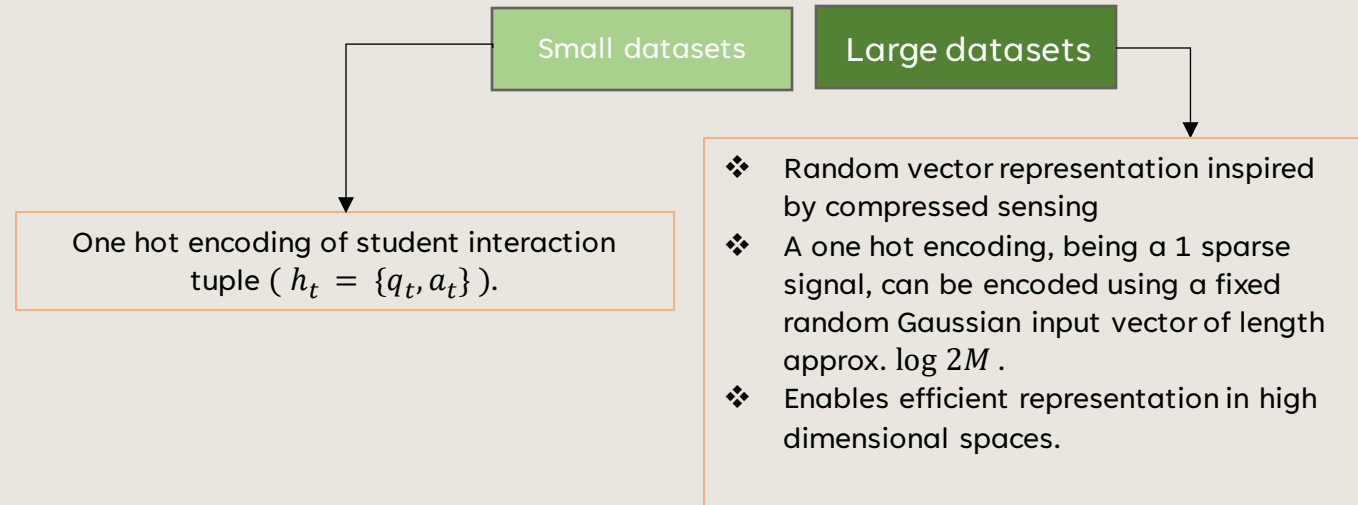 Small datasets
Large datasets
One hot encoding of student interaction
tuple ( h_t = {q_t, a_t} ).
❖ Random vector representation inspired
by compressed sensing
❖ A one hot encoding, being a 1 sparse
signal, can be encoded using a fixed
random Gaussian input vector of length
approx. log 2M .
❖ Enables efficient representation in high
dimensional spaces.